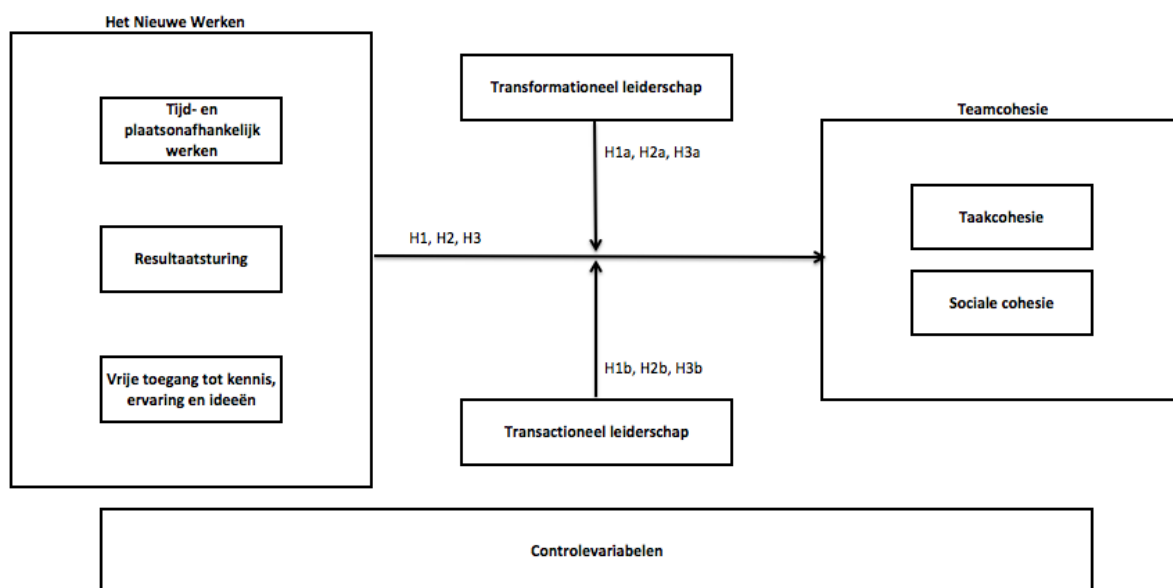 Het Nieuwe Werken
Tijd- en
plaatsonafhankelijk
werken
Resultaatsturing
Vrije toegang tot kennis,
ervaring en ideeën
H1, H2, H3
Transformationeel leiderschap
H1a, H2a, H3a
H1b, H2b, H3b
Transactioneel leiderschap
Teamcohesie
Taakcohesie
Sociale cohesie
Controlevariabelen